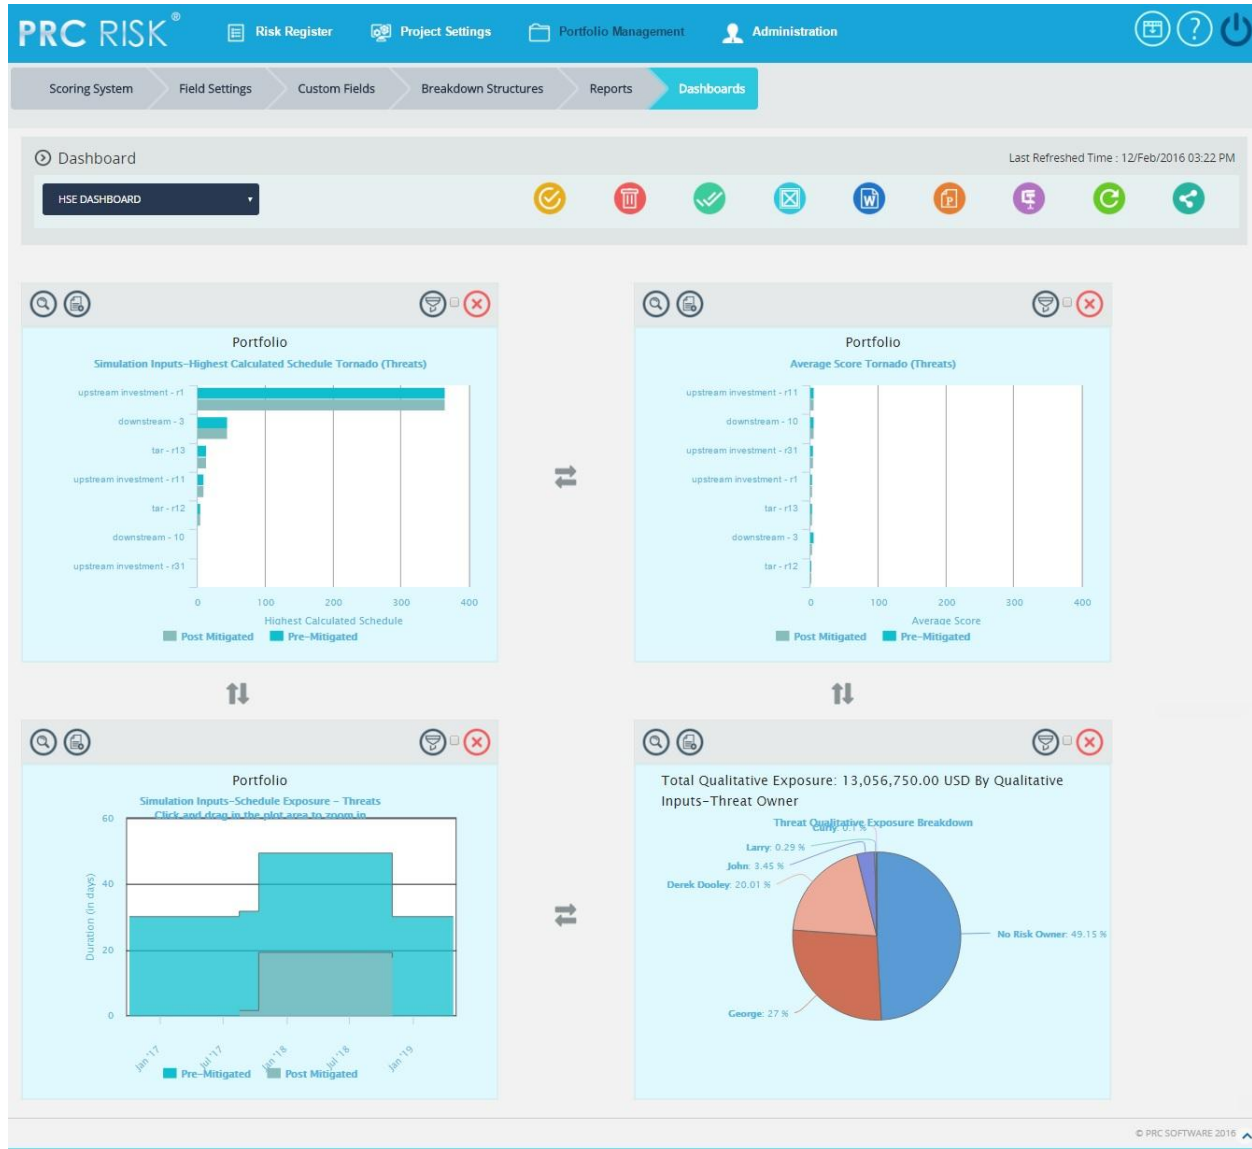 PRC RISK®
Risk Register
Project Settings
Portfolio Management
Administration
Scoring System
Field Settings
Custom Fields
Breakdown Structures
Reports
Dashboards
Dashboard
Last Refreshed Time : 12/Feb/2016 03:22 PM
HSE DASHBOARD
Portfolio
Simulation Inputs-Highest Calculated Schedule Tornado (Threats)
upstream investment - r1
downstream - 3
tar - r13
upstream investment - r11
tar - r12
downstream - 10
upstream investment - r31
0 100 200 300 400
Highest Calculated Schedule
Post Mitigated Pre-Mitigated
Portfolio
Average Score Tornado (Threats)
upstream investment - r11
downstream - 10
upstream investment - r31
upstream investment - r1
tar - r13
downstream - 3
tar - r12
0 100 200 300 400
Average Score
Post Mitigated Pre-Mitigated
Portfolio
Simulation Inputs-Schedule Exposure - Threats
Click and drag in the plot area to zoom in
Duration (in days)
60
40
20
0
Jan '17 Jul '17 Jan '18 Jul '18 Jan '19
Pre-Mitigated Post Mitigated
Total Qualitative Exposure: 13,056,750.00 USD By Qualitative
Inputs-Threat Owner
Threat Qualitative Exposure Breakdown
Curly: 0.1 %
Larry: 0.29 %
John: 3.45 %
Derek Dooley: 20.01 %
No Risk Owner: 49.15 %
George: 27 %
© PRC SOFTWARE 2016